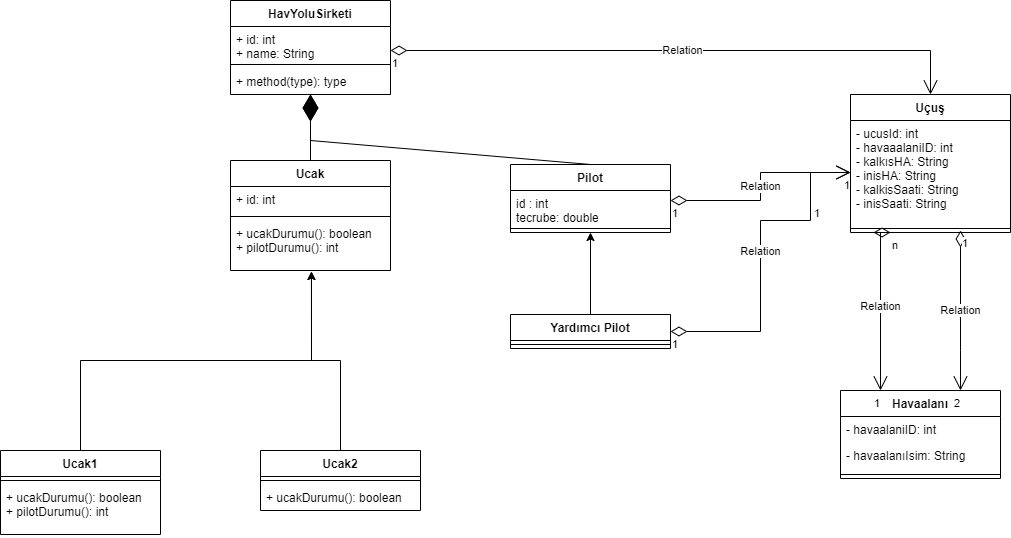 HavYoluSirketi
+ id: int
+ name: String
+ method(type): type
1
Relation
Uçuş
- ucusId: int
- havaaalaniID: int
- kalkısHA: String
- inisHA: String
- kalkisSaati: String
- inisSaati: String
Ucak
+ id: int
+ ucakDurumu(): boolean
+ pilotDurumu(): int
Pilot
id : int
tecrube: double
1
Relation
1
1
Relation
Yardımcı Pilot
1
n
1
Relation
Relation
1
Havaalanı
2
- havaalaniID: int
- havaalanıIsim: String
Ucak1
+ ucakDurumu(): boolean
+ pilotDurumu(): int
Ucak2
+ ucakDurumu(): boolean